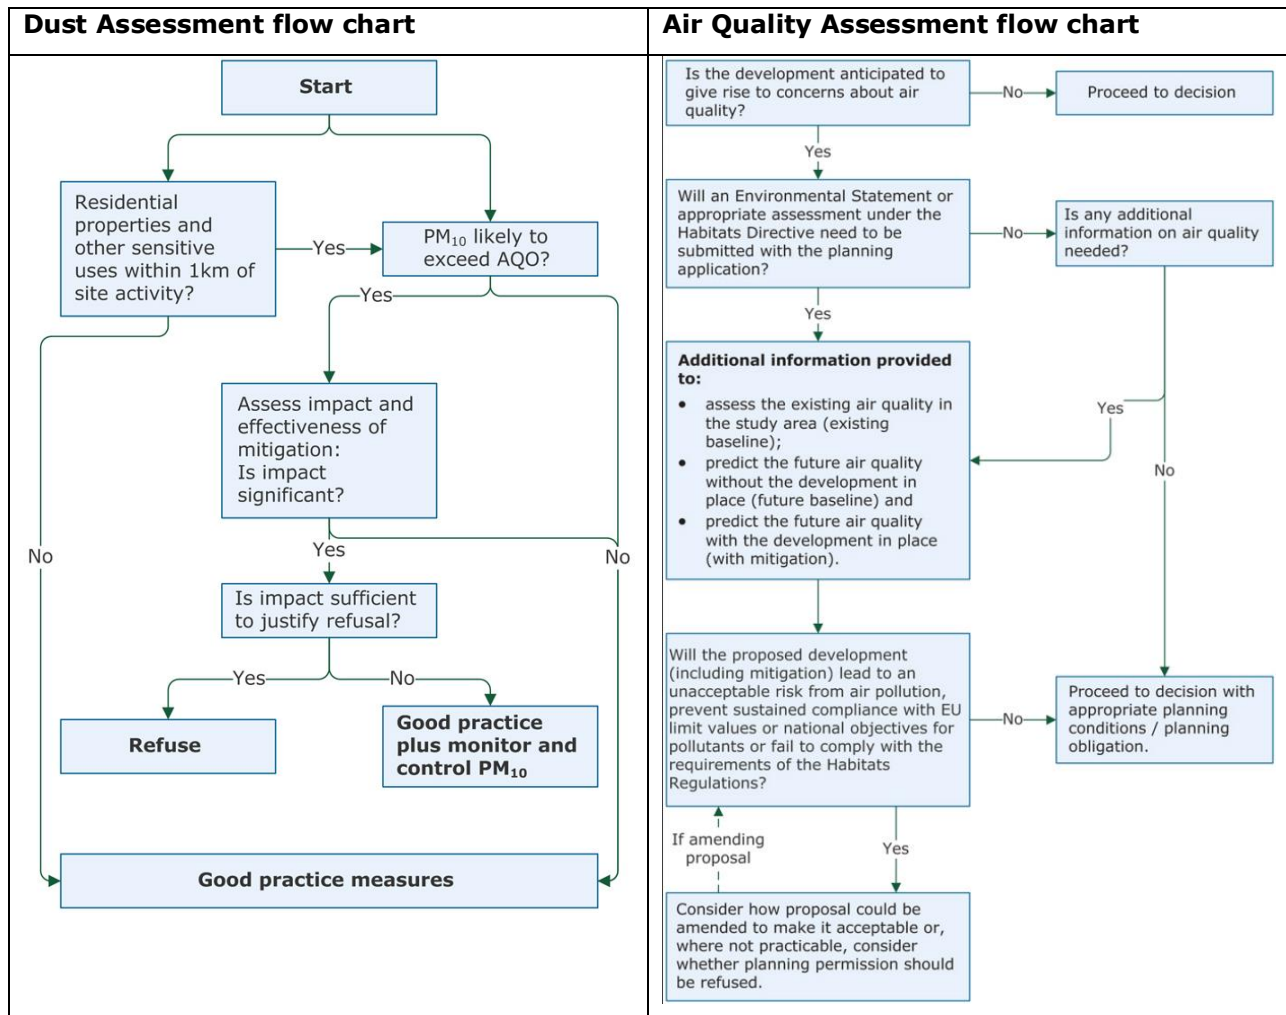 Dust Assessment flow chart
Start
Residential
properties and
other sensitive
uses within 1km of
site activity?
Yes
PM₁₀ likely to
exceed AQO?
Yes
Assess impact and
effectiveness of
mitigation:
Is impact
significant?
No
Yes
No
Is impact sufficient
to justify refusal?
Yes
No
Refuse
Good practice
plus monitor and
control PM₁₀
Good practice measures
Air Quality Assessment flow chart
Is the development anticipated to
give rise to concerns about air
quality?
No
Proceed to decision
Yes
Will an Environmental Statement or
appropriate assessment under the
Habitats Directive need to be
submitted with the planning
application?
No
Is any additional
information on air quality
needed?
Yes
Additional information provided
to:
• assess the existing air quality in
the study area (existing
baseline);
• predict the future air quality
without the development in
place (future baseline) and
• predict the future air quality
with the development in place
(with mitigation).
Yes
No
Will the proposed development
(including mitigation) lead to an
unacceptable risk from air pollution,
prevent sustained compliance with EU
limit values or national objectives for
pollutants or fail to comply with the
requirements of the Habitats
Regulations?
No
Proceed to decision with
appropriate planning
conditions / planning
obligation.
If amending
proposal
Yes
Consider how proposal could be
amended to make it acceptable or,
where not practicable, consider
whether planning permission should
be refused.